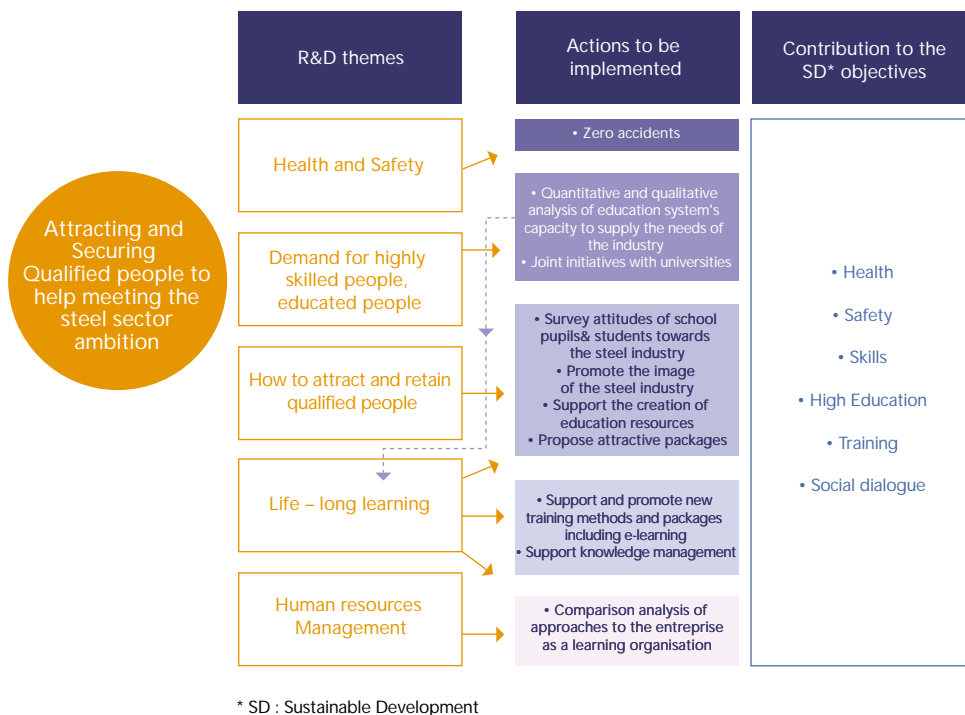 R&D themes
Actions to be
implemented
Contribution to the
SD* objectives
Attracting and
Securing
Qualified people to
help meeting the
steel sector
ambition
Health and Safety
• Zero accidents
Demand for highly
skilled people,
educated people
• Quantitative and qualitative
analysis of education system's
capacity to supply the needs of
the industry
• Joint initiatives with universities
How to attract and retain
qualified people
• Survey attitudes of school
pupils& students towards
the steel industry
• Promote the image
of the steel industry
• Support the creation of
education resources
• Propose attractive packages
Life – long learning
• Support and promote new
training methods and packages
including e-learning
• Support knowledge management
Human resources
Management
• Comparison analysis of
approaches to the entreprise
as a learning organisation
• Health
• Safety
• Skills
• High Education
• Training
• Social dialogue
* SD : Sustainable Development